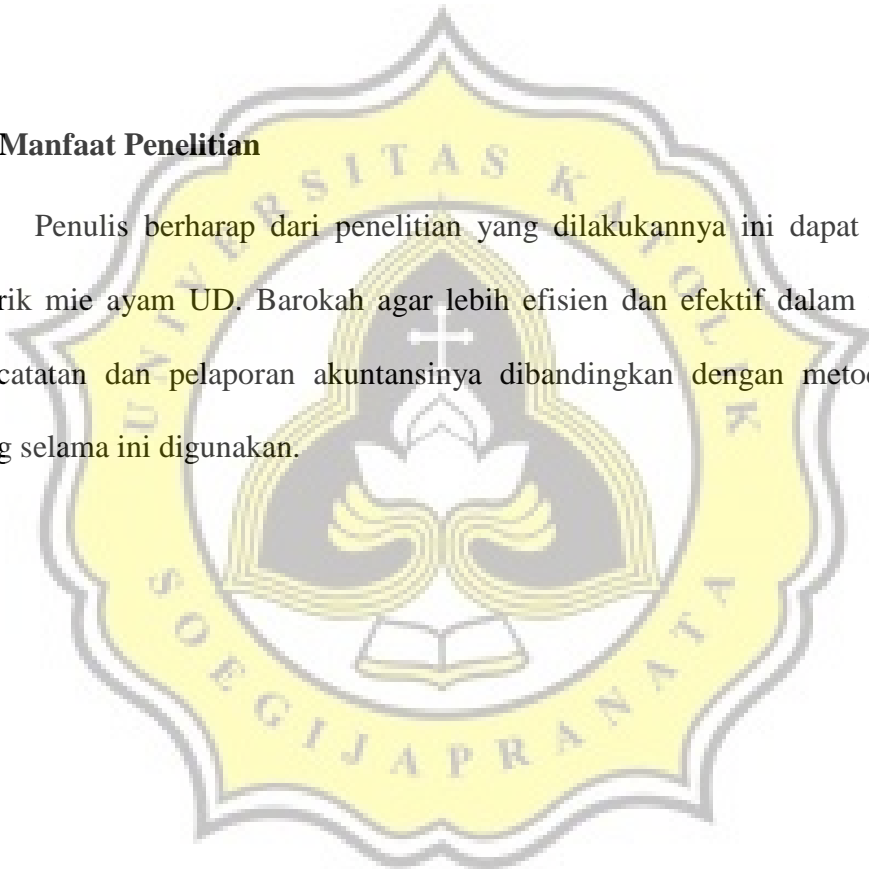 Manfaat Penelitian
Penulis berharap dari penelitian yang dilakukannya ini dapat
rik mie ayam UD. Barokah agar lebih efisien dan efektif dalam
catatan dan pelaporan akuntansinya dibandingkan dengan metod
g selama ini digunakan.
UNIVERSITAS KATOLIK
SOEGIJAPRANATA